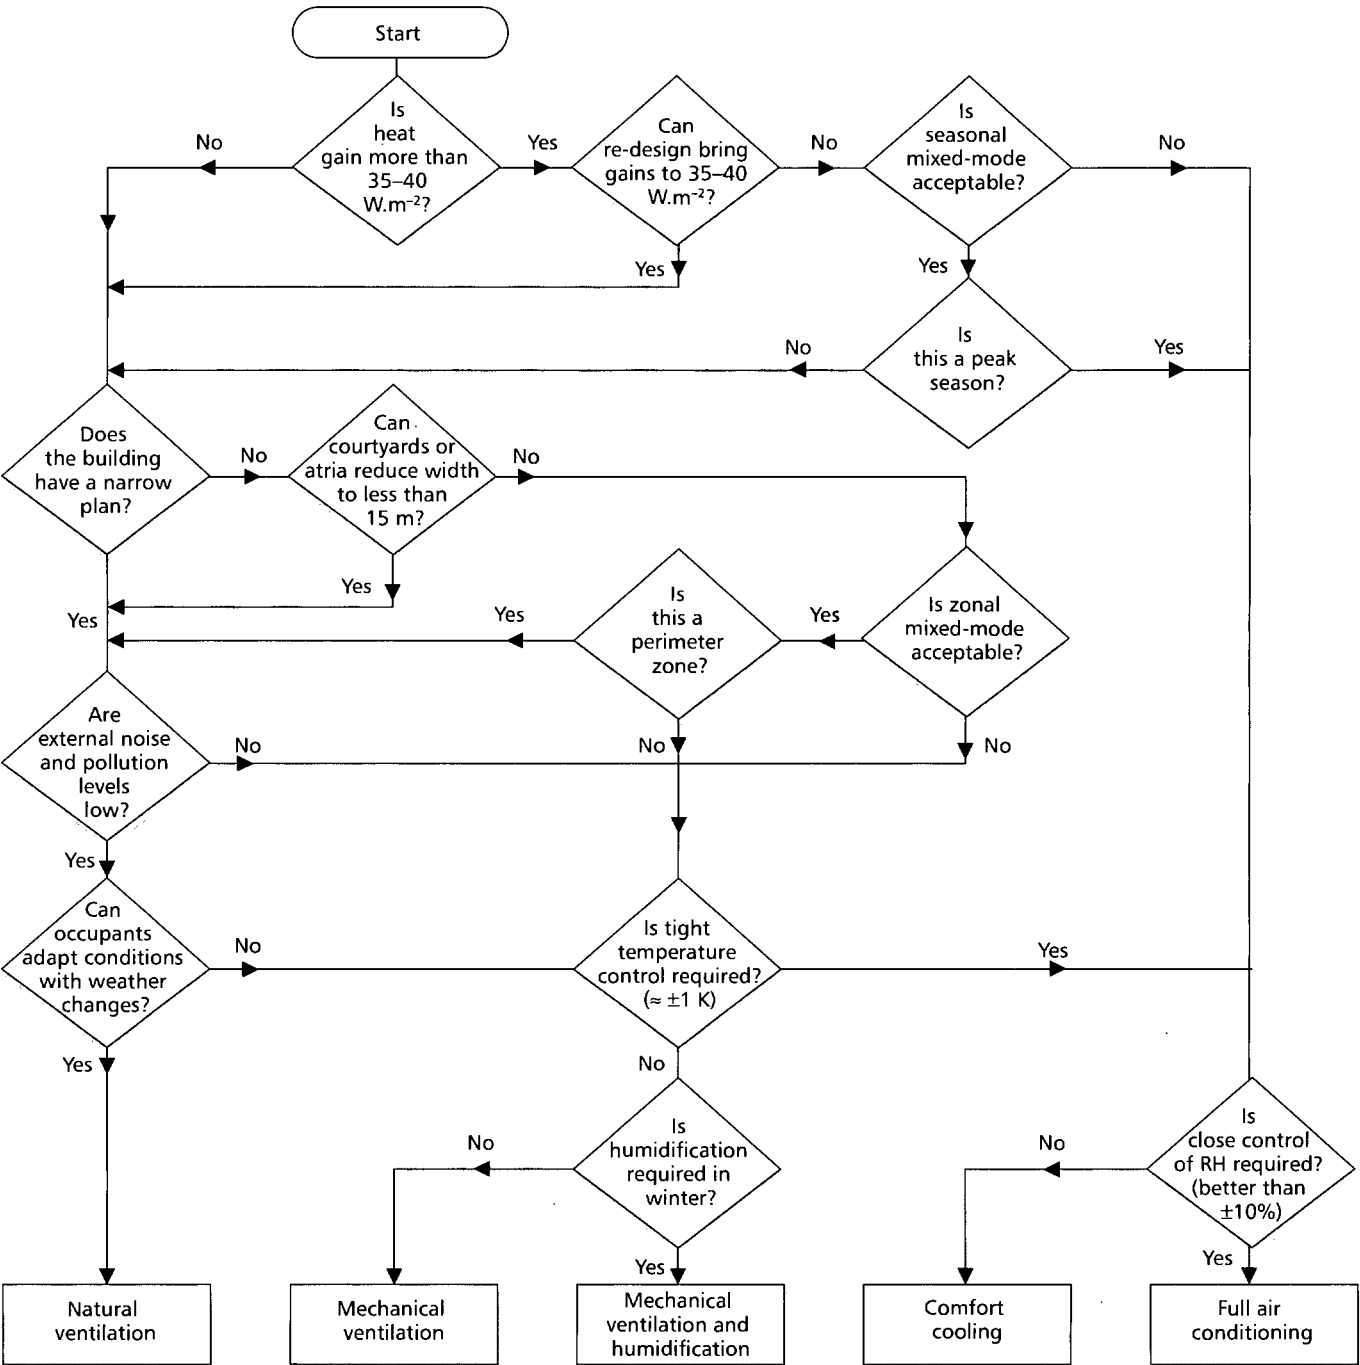 Start
Is
heat
gain more than
35–40
W.m⁻²?
No
Yes
Can
re-design bring
gains to 35–40
W.m⁻²?
No
Is
seasonal
mixed-mode
acceptable?
No
Yes
Yes
Is
this a peak
season?
No
Yes
Does
the building
have a narrow
plan?
No
Can
courtyards or
atria reduce width
to less than
15 m?
No
Yes
Yes
Is
this a
perimeter
zone?
Yes
Yes
Is zonal
mixed-mode
acceptable?
Are
external noise
and pollution
levels
low?
No
No
No
Yes
Can
occupants
adapt conditions
with weather
changes?
No
Is tight
temperature
control required?
(≈ ±1 K)
Yes
Yes
No
Is
humidification
required in
winter?
No
Is
close control
of RH required?
(better than
±10%)
No
Yes
Yes
Natural
ventilation
Mechanical
ventilation
Mechanical
ventilation and
humidification
Comfort
cooling
Full air
conditioning